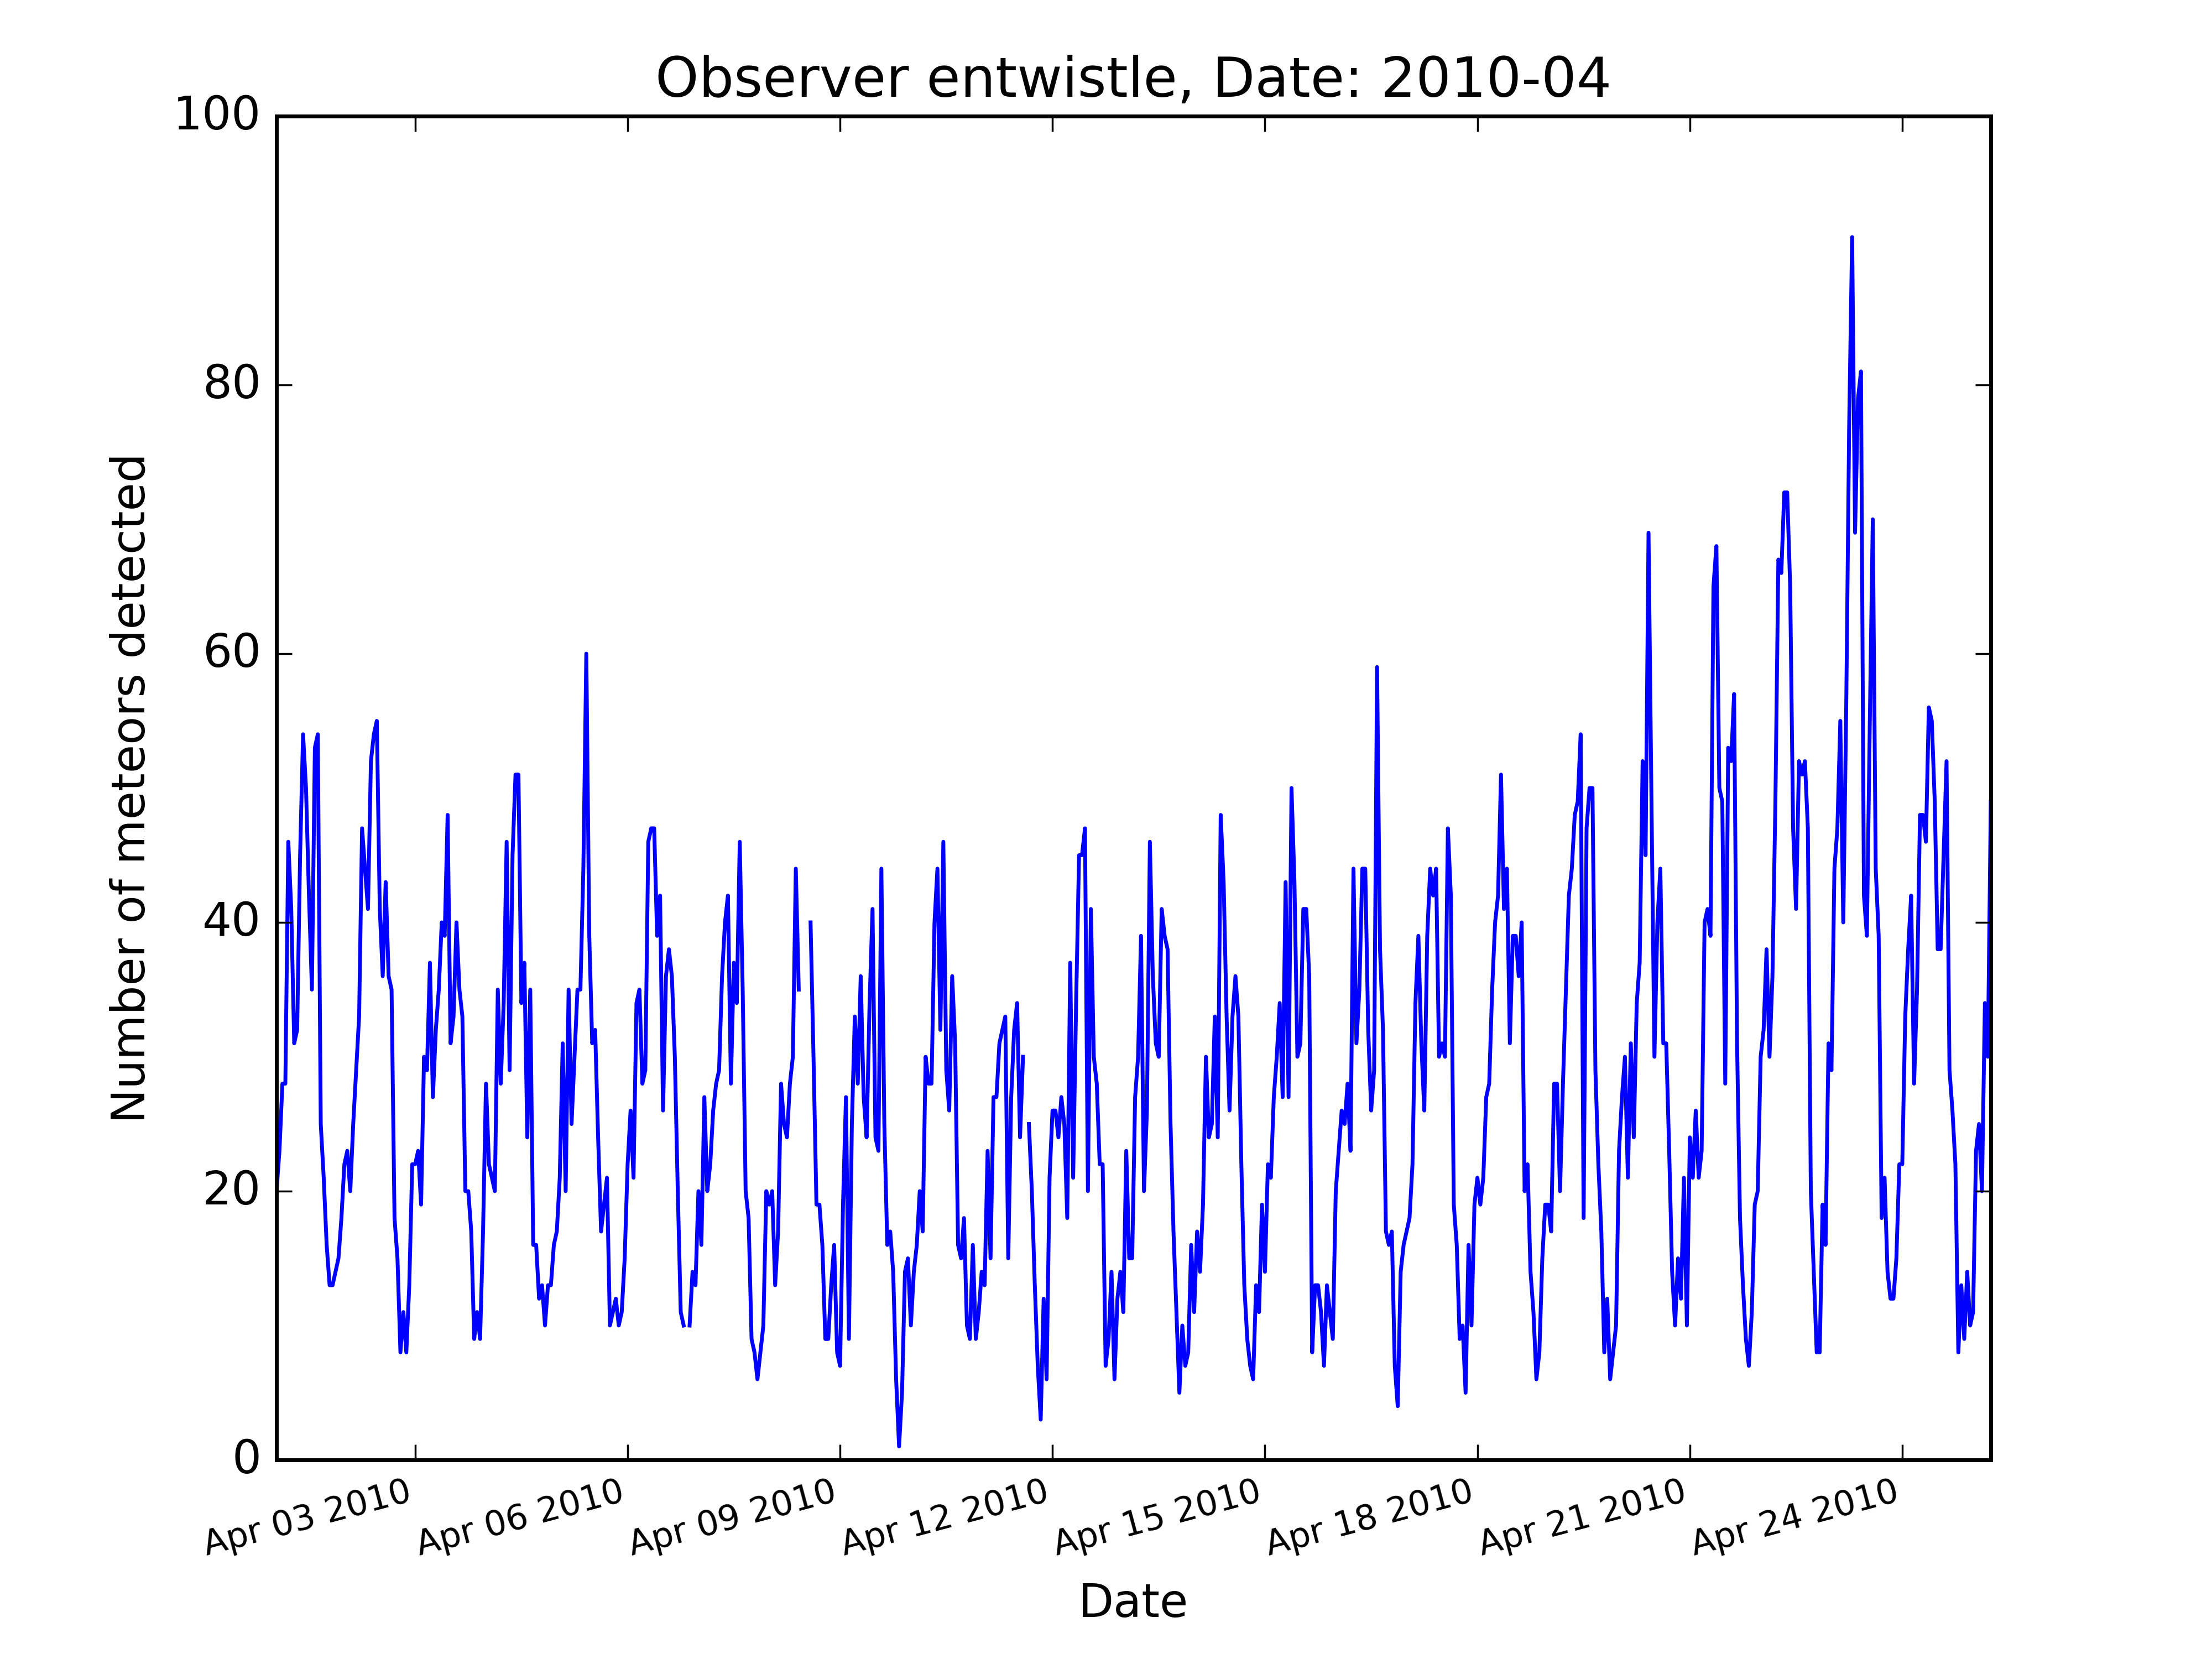 Observer entwistle, Date: 2010-04
100
80
60
40
20
0
Number of meteors detected
Apr 03 2010
Apr 06 2010
Apr 09 2010
Apr 12 2010
Apr 15 2010
Apr 18 2010
Apr 21 2010
Apr 24 2010
Date